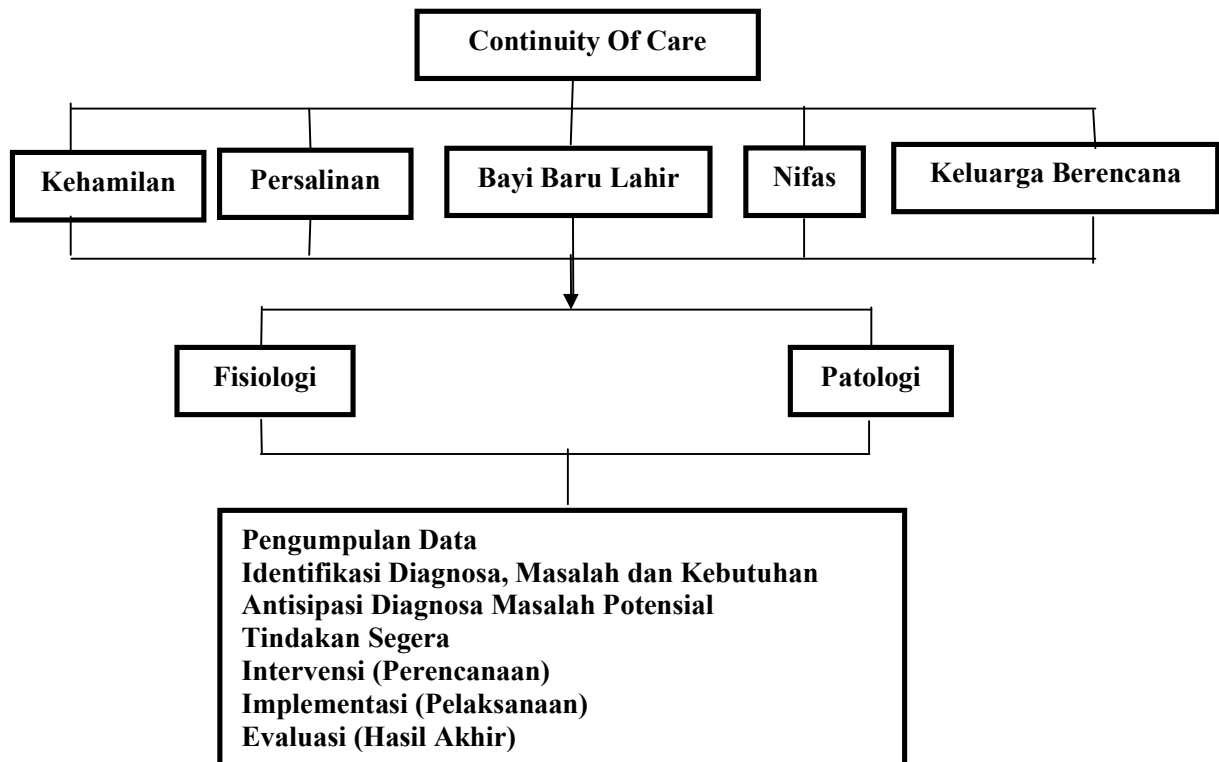 Continuity Of Care
Kehamilan
Persalinan
Bayi Baru Lahir
Nifas
Keluarga Berencana
Fisiologi
Patologi
Pengumpulan Data
Identifikasi Diagnosa, Masalah dan Kebutuhan
Antisipasi Diagnosa Masalah Potensial
Tindakan Segera
Intervensi (Perencanaan)
Implementasi (Pelaksanaan)
Evaluasi (Hasil Akhir)